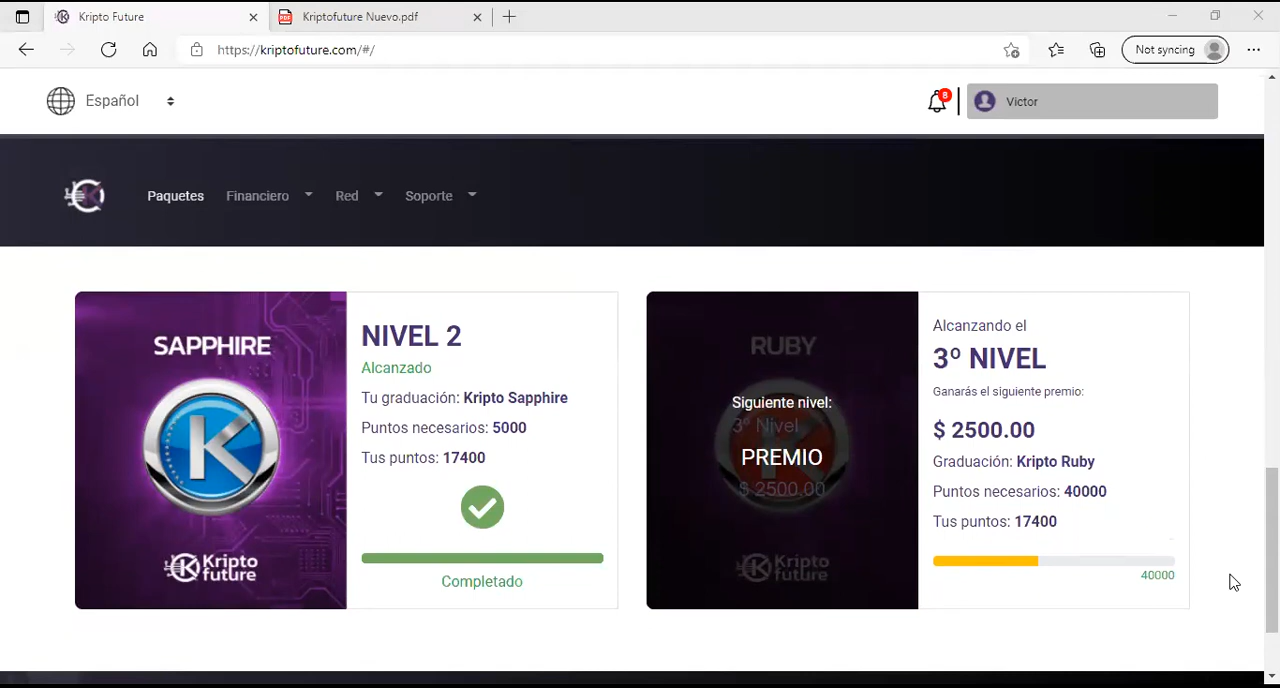 Kripto Future
Kriptofuture Nuevo.pdf
https://kriptofuture.com/#/
Not syncing
Español
8
Victor
Paquetes
Financiero
Red
Soporte
SAPPHIRE
Kripto
future
NIVEL 2
Alcanzado
Tu graduación: Kripto Sapphire
Puntos necesarios: 5000
Tus puntos: 17400
Completado
RUBY
Siguiente nivel:
3º Nivel
PREMIO
$ 2500.00
Kripto
future
Alcanzando el
3º NIVEL
Ganarás el siguiente premio:
$ 2500.00
Graduación: Kripto Ruby
Puntos necesarios: 40000
Tus puntos: 17400
40000